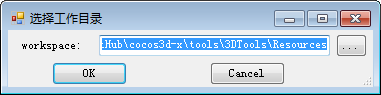 选择工作目录
workspace: .Hub\cocos3d-x\tools\3DTools\Resources ...
OK Cancel